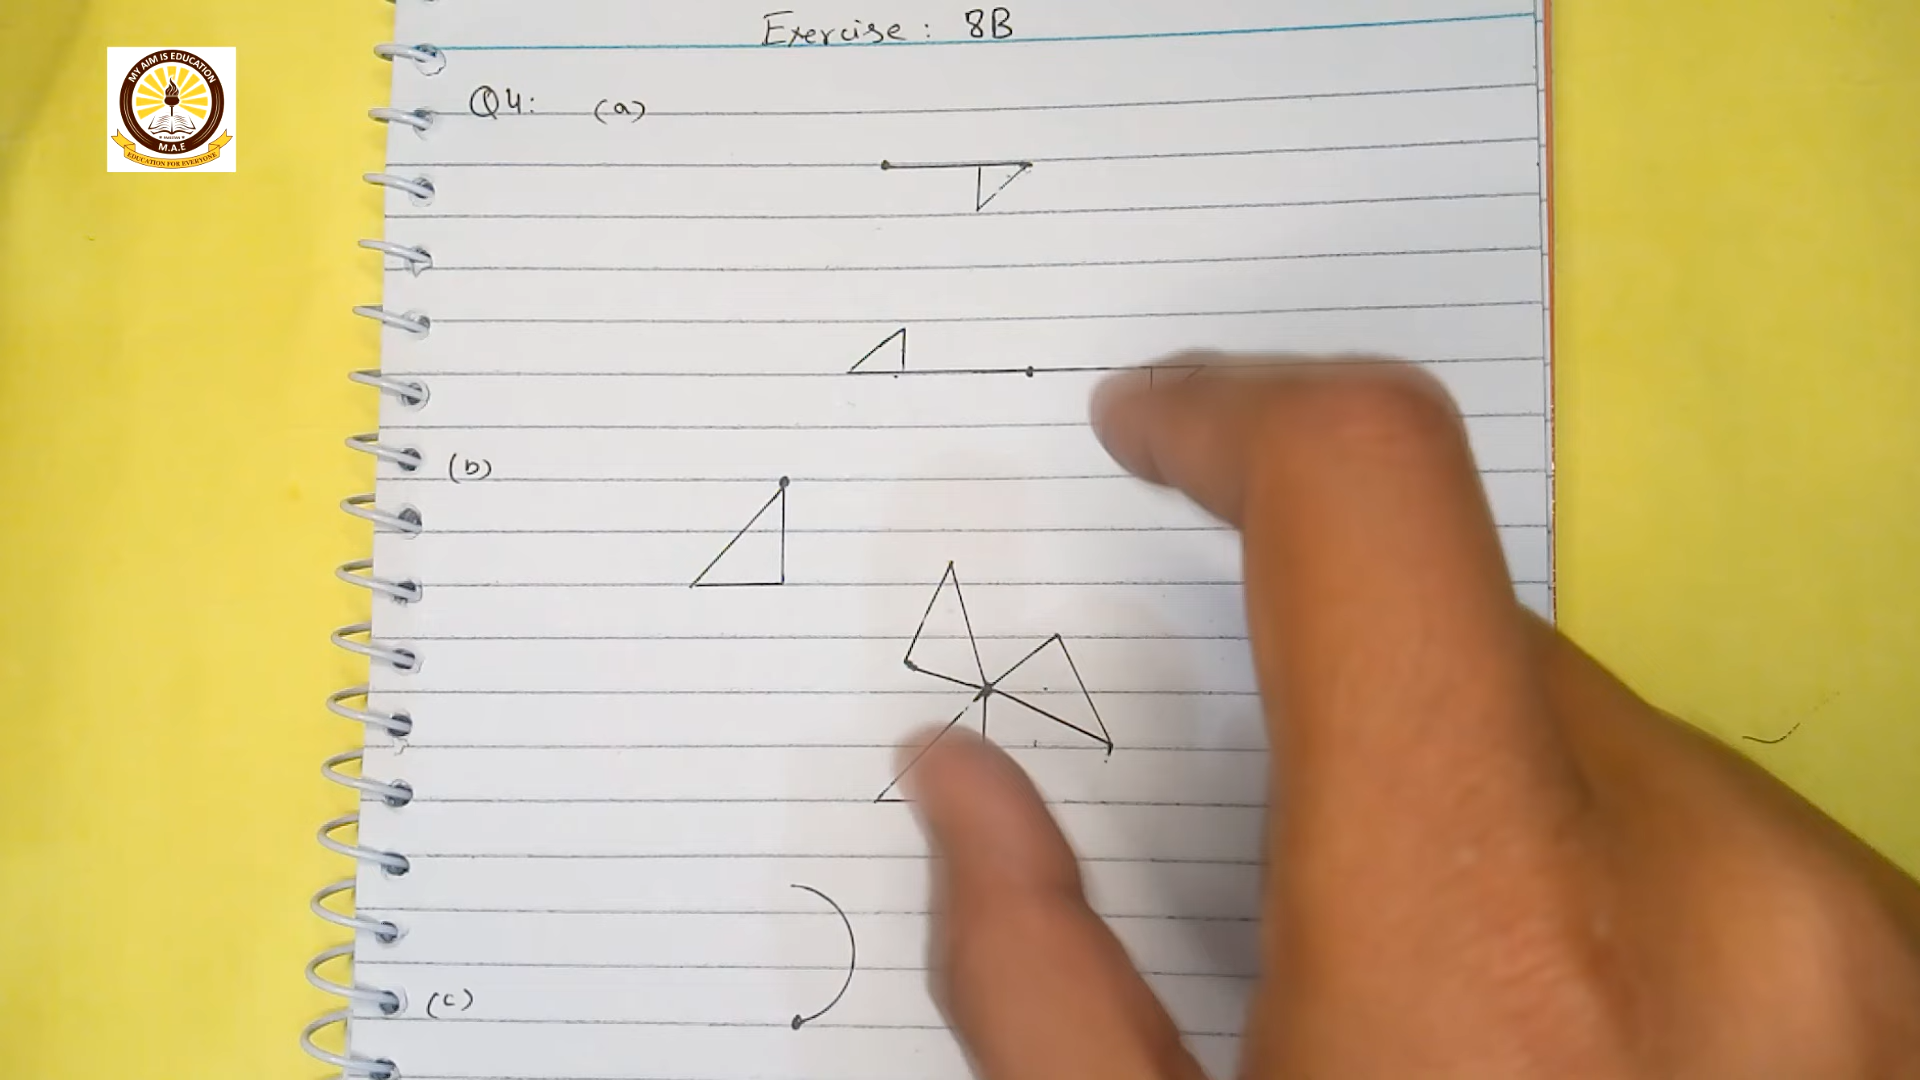 MY AIM IS EDUCATION
M.A.E
EDUCATION FOR EVERYONE
Exercise : 8B
Q4: (a)
(b)
(c)